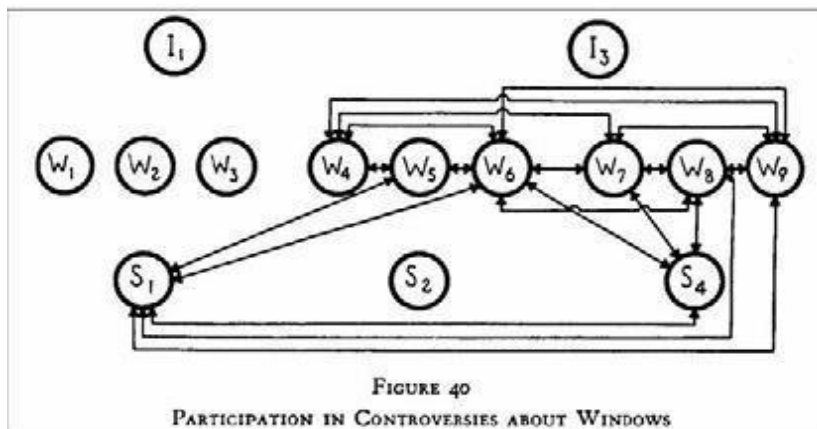 I1 I3
W1 W2 W3 W4 W5 W6 W7 W8 W9
S1 S2 S4
FIGURE 40
PARTICIPATION IN CONTROVERSIES ABOUT WINDOWS